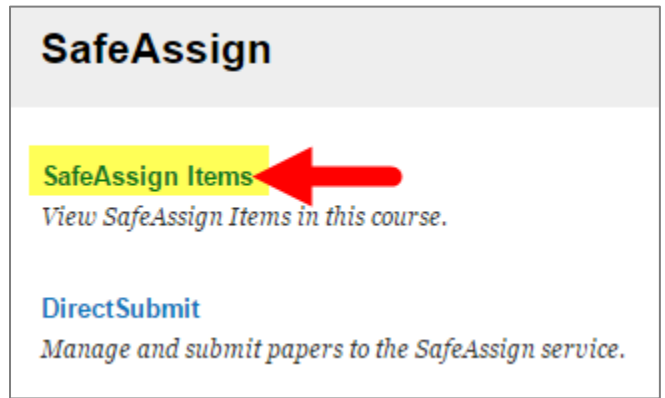 SafeAssign
SafeAssign Items
View SafeAssign Items in this course.
DirectSubmit
Manage and submit papers to the SafeAssign service.